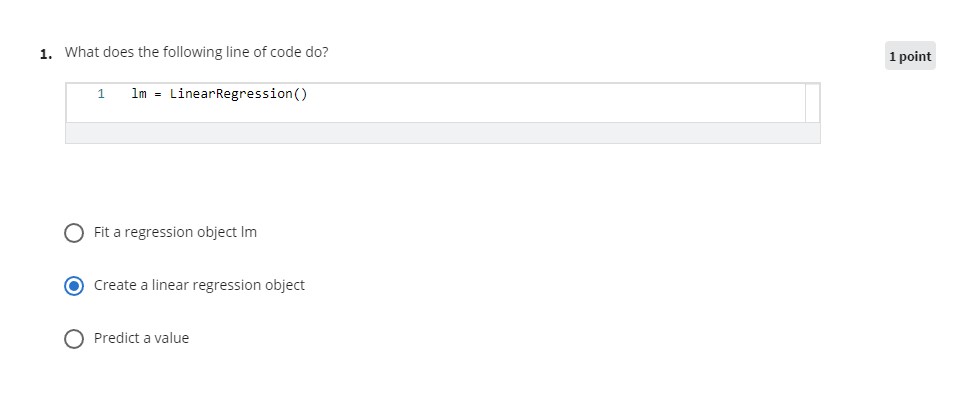 1. What does the following line of code do?
1 point
1 lm = LinearRegression()
Fit a regression object lm
Create a linear regression object
Predict a value